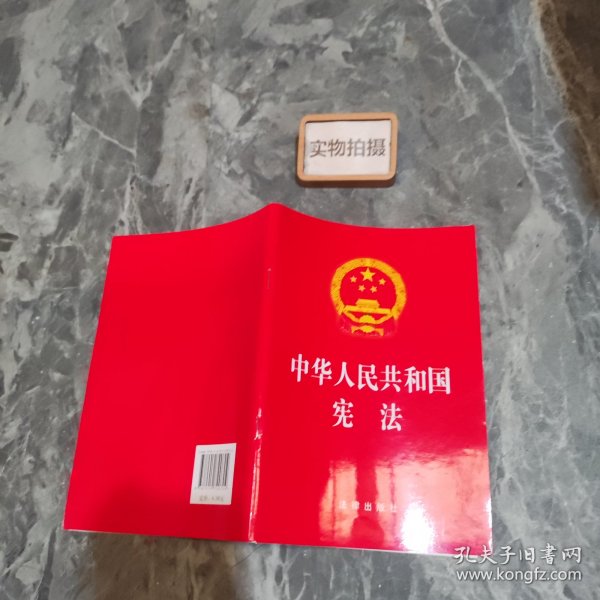 实物拍摄
中华人民共和国
宪法
法律出版社
孔夫子旧书网
www.kongfz.com